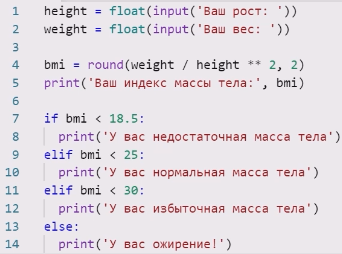 1 height = float(input('Ваш рост: '))
2 weight = float(input('Ваш вес: '))
3
4 bmi = round(weight / height ** 2, 2)
5 print('Ваш индекс массы тела:', bmi)
6
7 if bmi < 18.5:
8 print('У вас недостаточная масса тела')
9 elif bmi < 25:
10 print('У вас нормальная масса тела')
11 elif bmi < 30:
12 print('У вас избыточная масса тела')
13 else:
14 print('У вас ожирение!')